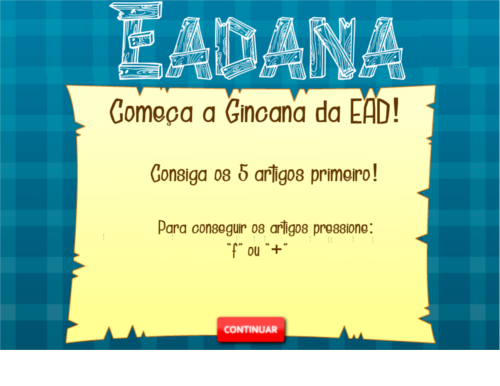 EADANA
Começa a Gincana da EAD!
Consiga os 5 artigos primeiro!
Para conseguir os artigos pressione:
"f" ou "+"
CONTINUAR